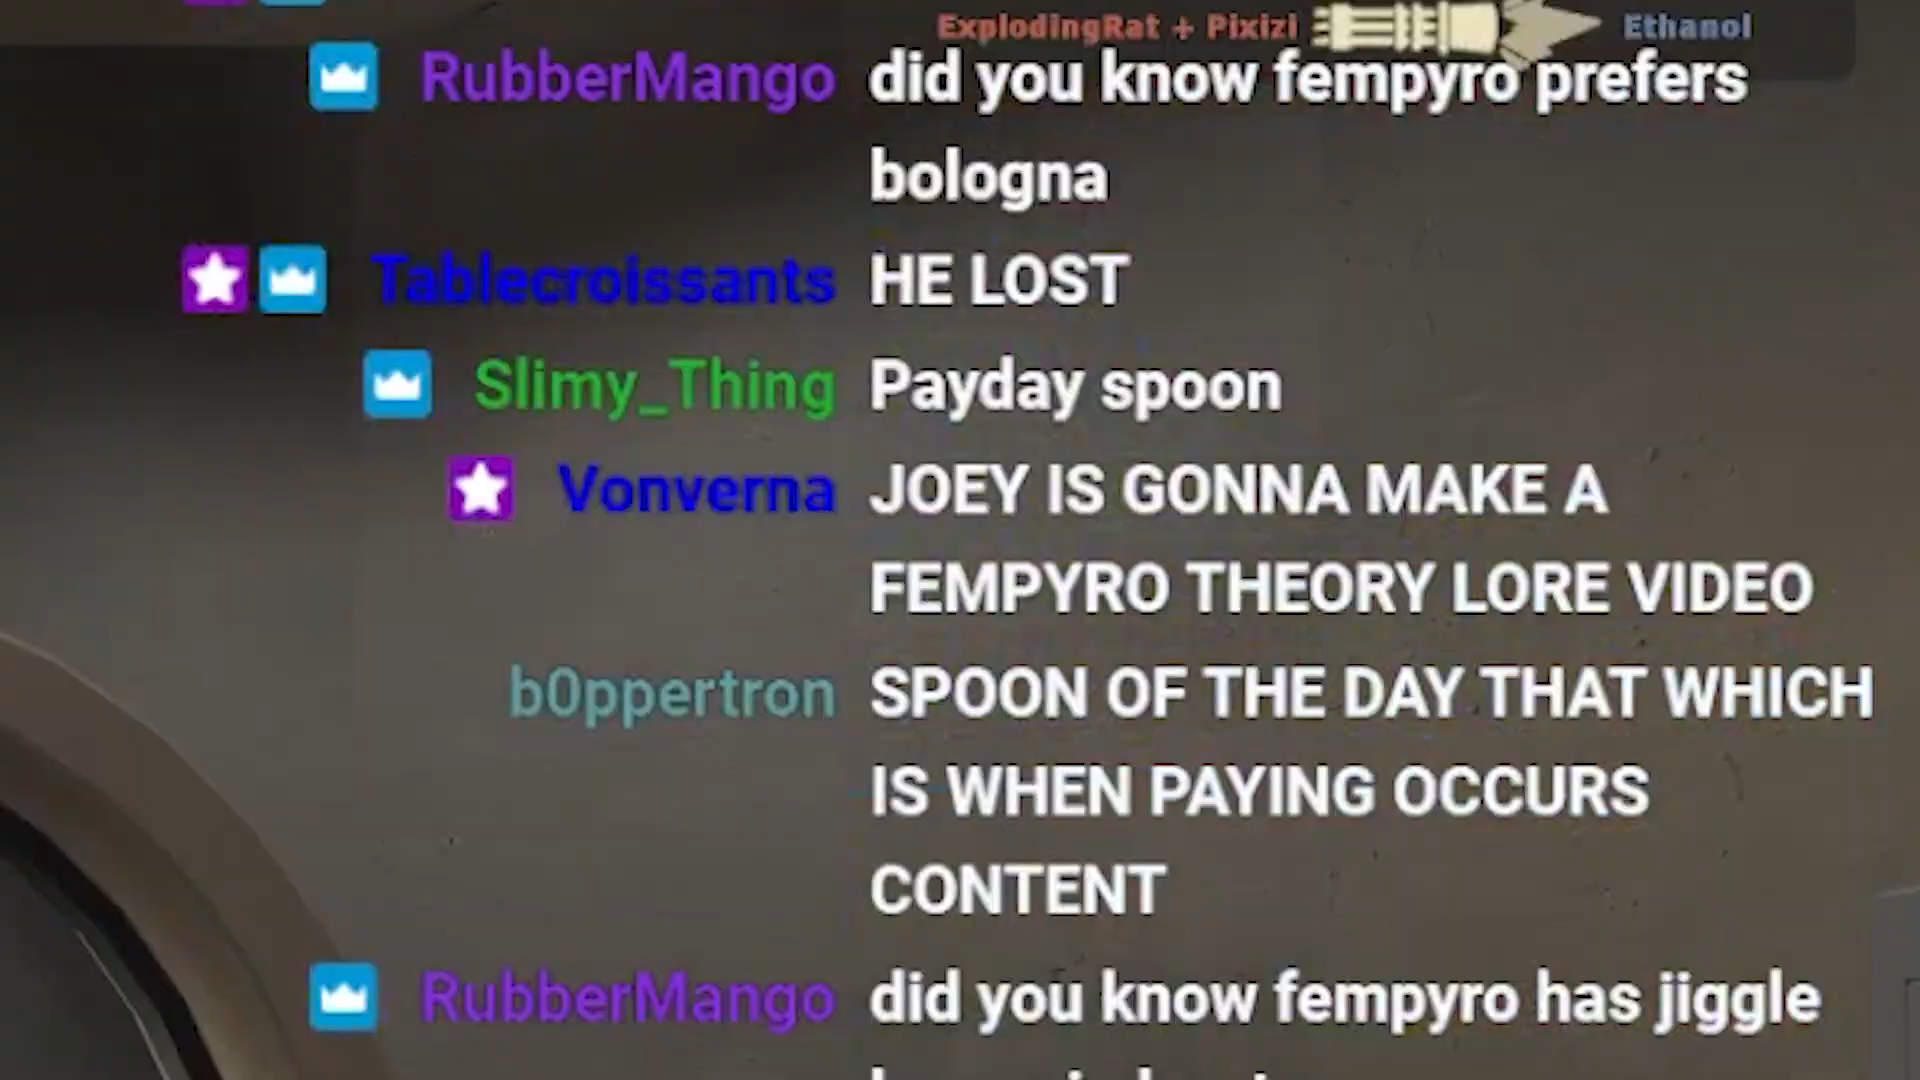 ExplodingRat + Pixizi Ethanol
RubberMango did you know fempyro prefers
bologna
Tablecroissants HE LOST
Slimy_Thing Payday spoon
Vonverna JOEY IS GONNA MAKE A
FEMPYRO THEORY LORE VIDEO
b0ppertron SPOON OF THE DAY THAT WHICH
IS WHEN PAYING OCCURS
CONTENT
RubberMango did you know fempyro has jiggle